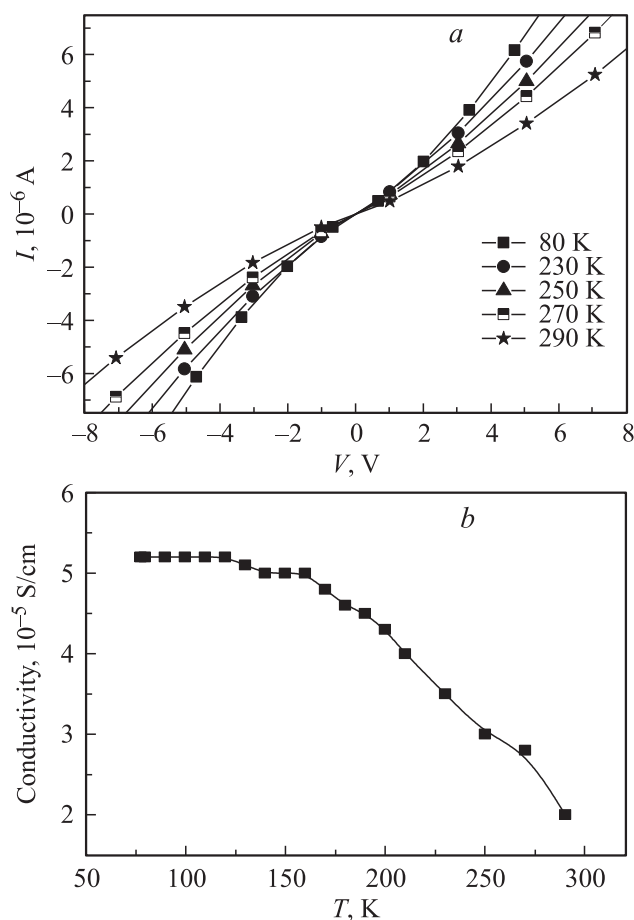 a
6
4
2
0
–2
–4
–6
I, 10⁻⁶ A
80 K
230 K
250 K
270 K
290 K
–8 –6 –4 –2 0 2 4 6 8
V, V
b
6
5
4
3
2
Conductivity, 10⁻⁵ S/cm
50 100 150 200 250 300
T, K